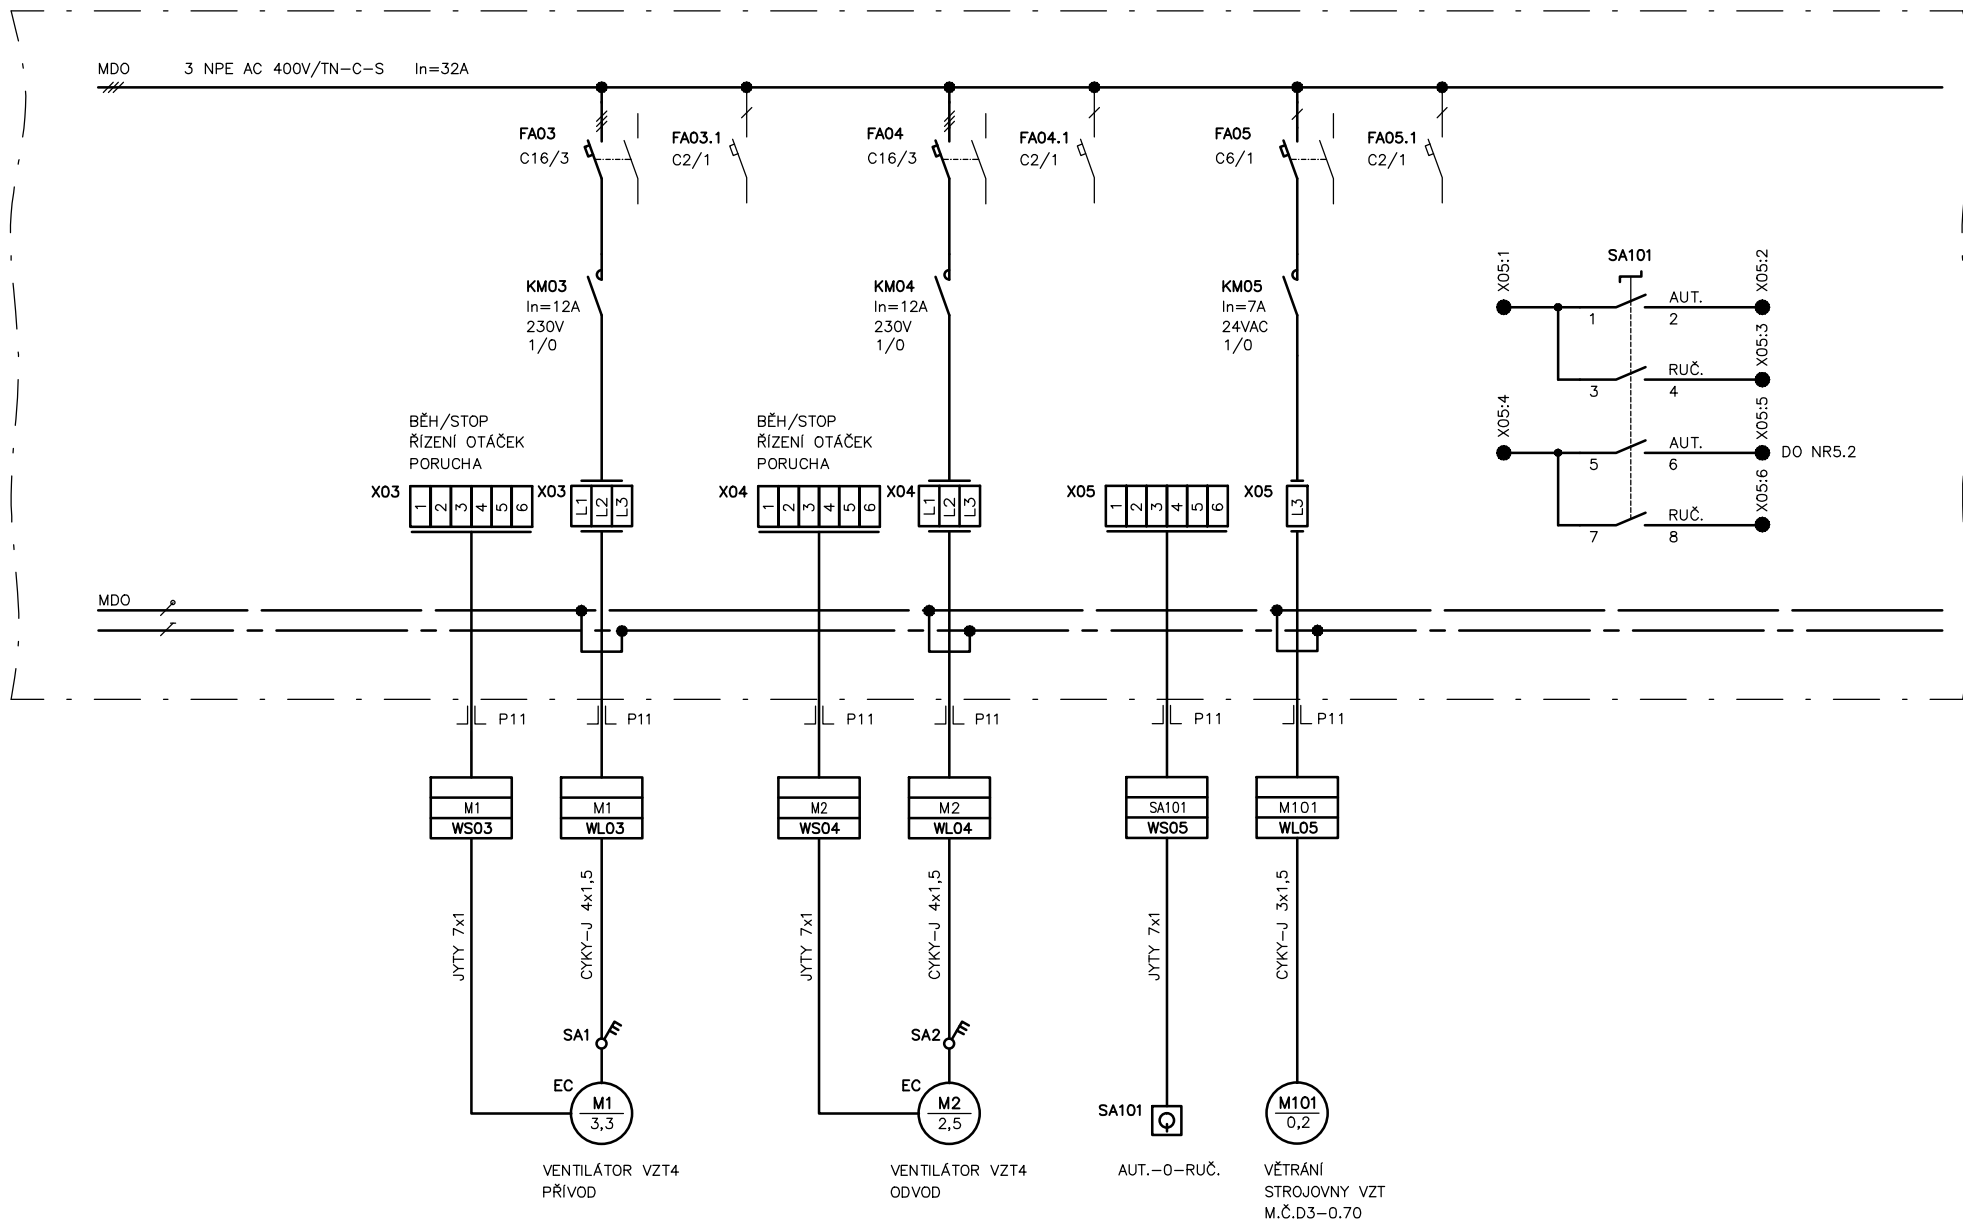 MDO 3 NPE AC 400V/TN-C-S In=32A
FA03
C16/3
FA03.1
C2/1
FA04
C16/3
FA04.1
C2/1
FA05
C6/1
FA05.1
C2/1
KM03
In=12A
230V
1/0
KM04
In=12A
230V
1/0
KM05
In=7A
24VAC
1/0
SA101
X05:1
1 AUT. 2
X05:2
3 RUČ. 4
X05:3
X05:4
5 AUT. 6
X05:5
DO NR5.2
7 RUČ. 8
X05:6
BĚH/STOP
ŘÍZENÍ OTÁČEK
PORUCHA
BĚH/STOP
ŘÍZENÍ OTÁČEK
PORUCHA
X03 1 2 3 4 5 6
X03 L1 L2 L3
X04 1 2 3 4 5 6
X04 L1 L2 L3
X05 1 2 3 4 5 6
X05 L3
MDO
P11 P11 P11 P11 P11 P11
M1
WS03
M1
WL03
M2
WS04
M2
WL04
SA101
WS05
M101
WL05
JYTY 7x1
CYKY-J 4x1,5
JYTY 7x1
CYKY-J 4x1,5
JYTY 7x1
CYKY-J 3x1,5
SA1
SA2
EC
M1
3,3
EC
M2
2,5
SA101
M101
0,2
VENTILÁTOR VZT4
PŘÍVOD
VENTILÁTOR VZT4
ODVOD
AUT.-0-RUČ.
VĚTRÁNÍ
STROJOVNY VZT
M.Č.D3-0.70